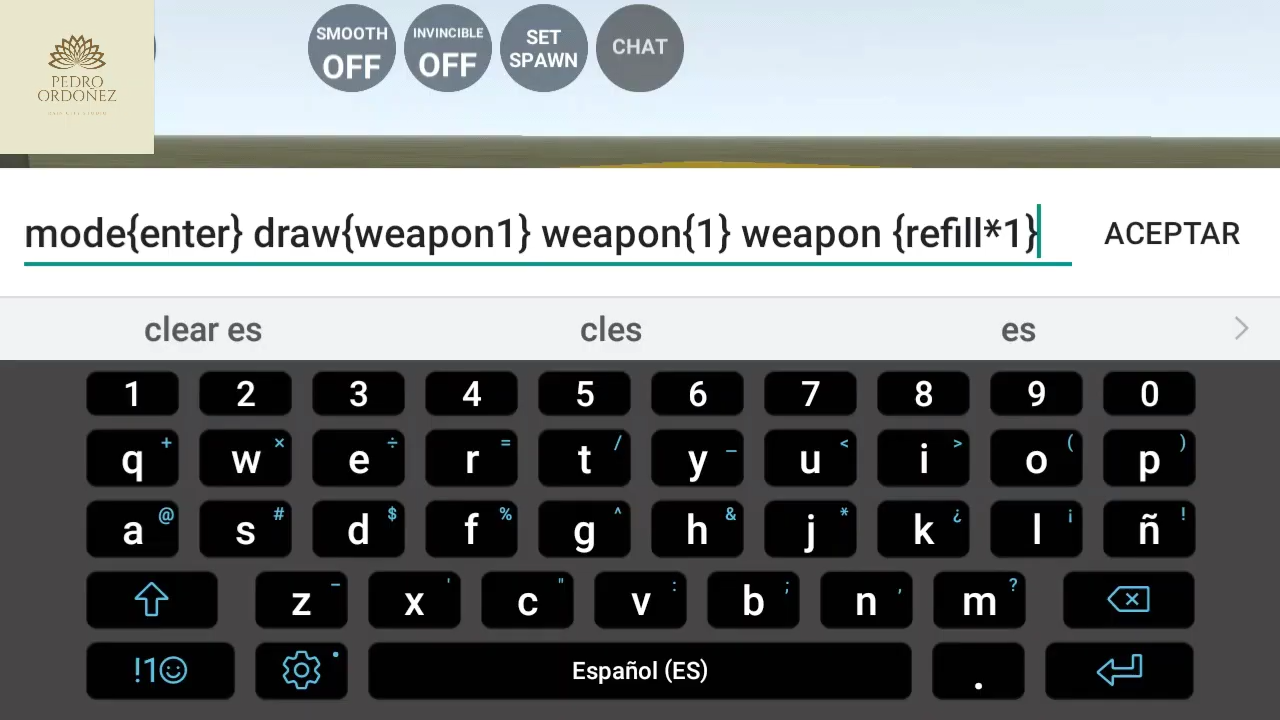 SMOOTH
OFF
INVINCIBLE
OFF
SET
SPAWN
CHAT
PEDRO
ORDOÑEZ
mode{enter} draw{weapon1} weapon{1} weapon {refill*1}
ACEPTAR
clear es
cles
es
1 2 3 4 5 6 7 8 9 0
q + w × e ÷ r = t / y _ u < i > o ( p )
a @ s # d $ f % g ^ h & j * k ¿ l ¡ ñ !
z - x ' c " v : b ; n , m ?
!1☺ Español (ES) .